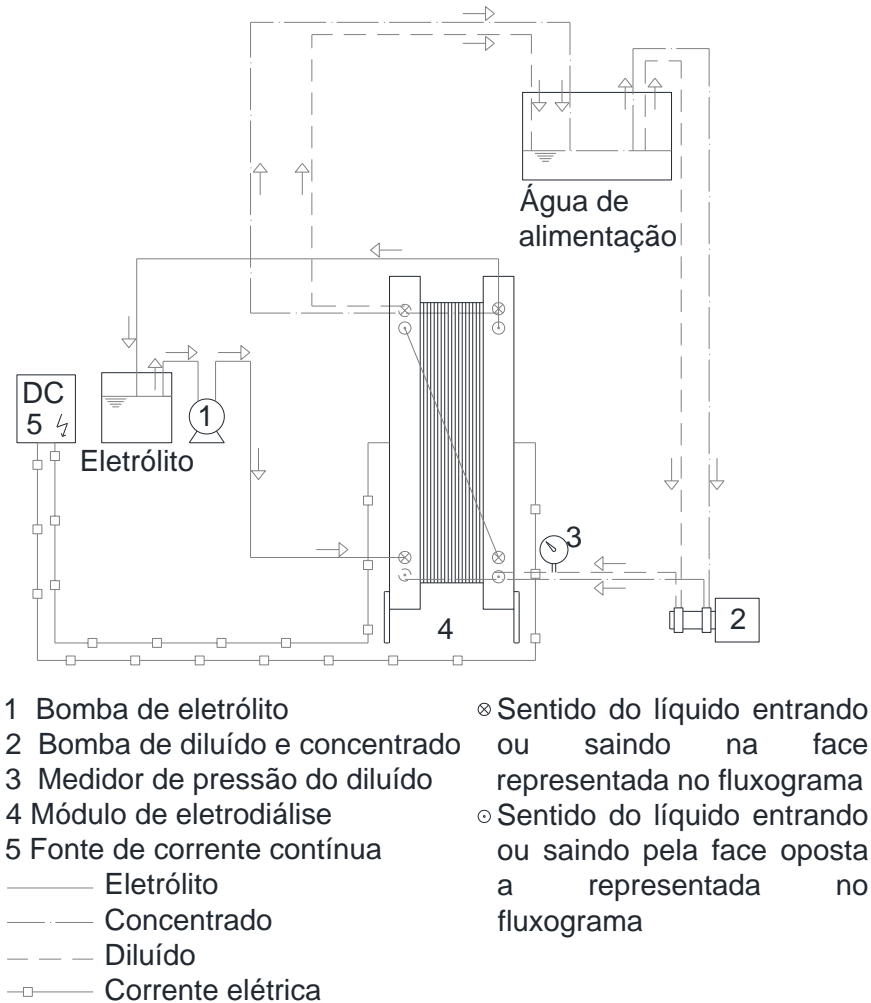 Água de
alimentação
DC
5
1
Eletrólito
3
2
4
1 Bomba de eletrólito
2 Bomba de diluído e concentrado
3 Medidor de pressão do diluído
4 Módulo de eletrodiálise
5 Fonte de corrente contínua
Eletrólito
Concentrado
Diluído
Corrente elétrica
Sentido do líquido entrando
ou saindo na face
representada no fluxograma
Sentido do líquido entrando
ou saindo pela face oposta
a representada no
fluxograma